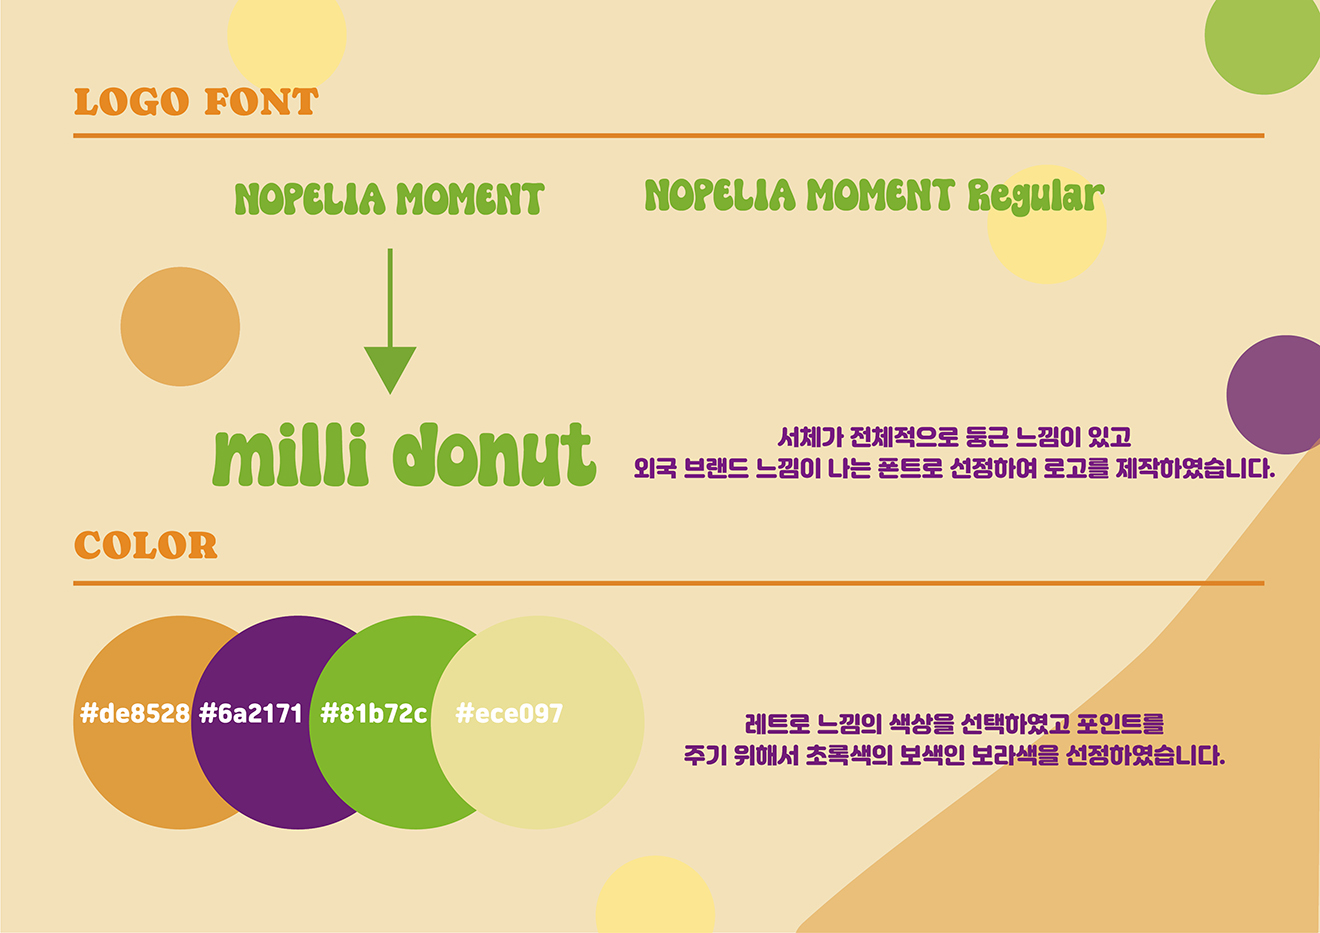 LOGO FONT
NOPELIA MOMENT
NOPELIA MOMENT Regular
milli donut
서체가 전체적으로 둥근 느낌이 있고
외국 브랜드 느낌이 나는 폰트로 선정하여 로고를 제작하였습니다.
COLOR
#de8528 #6a2171 #81b72c #ece097
레트로 느낌의 색상을 선택하였고 포인트를
주기 위해서 초록색의 보색인 보라색을 선정하였습니다.